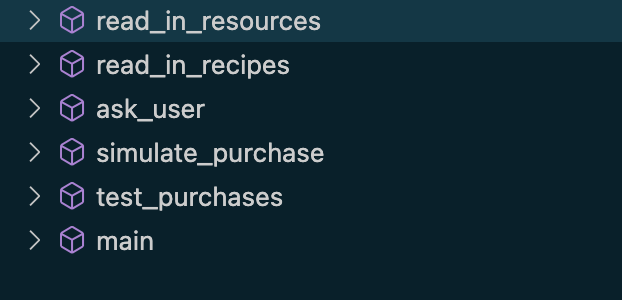 read_in_resources
read_in_recipes
ask_user
simulate_purchase
test_purchases
main